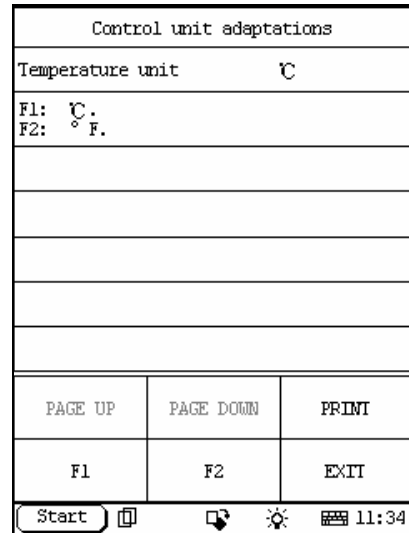 Control unit adaptations
Temperature unit ℃
F1: ℃.
F2: ° F.
PAGE UP PAGE DOWN PRINT
F1 F2 EXIT
Start 11:34